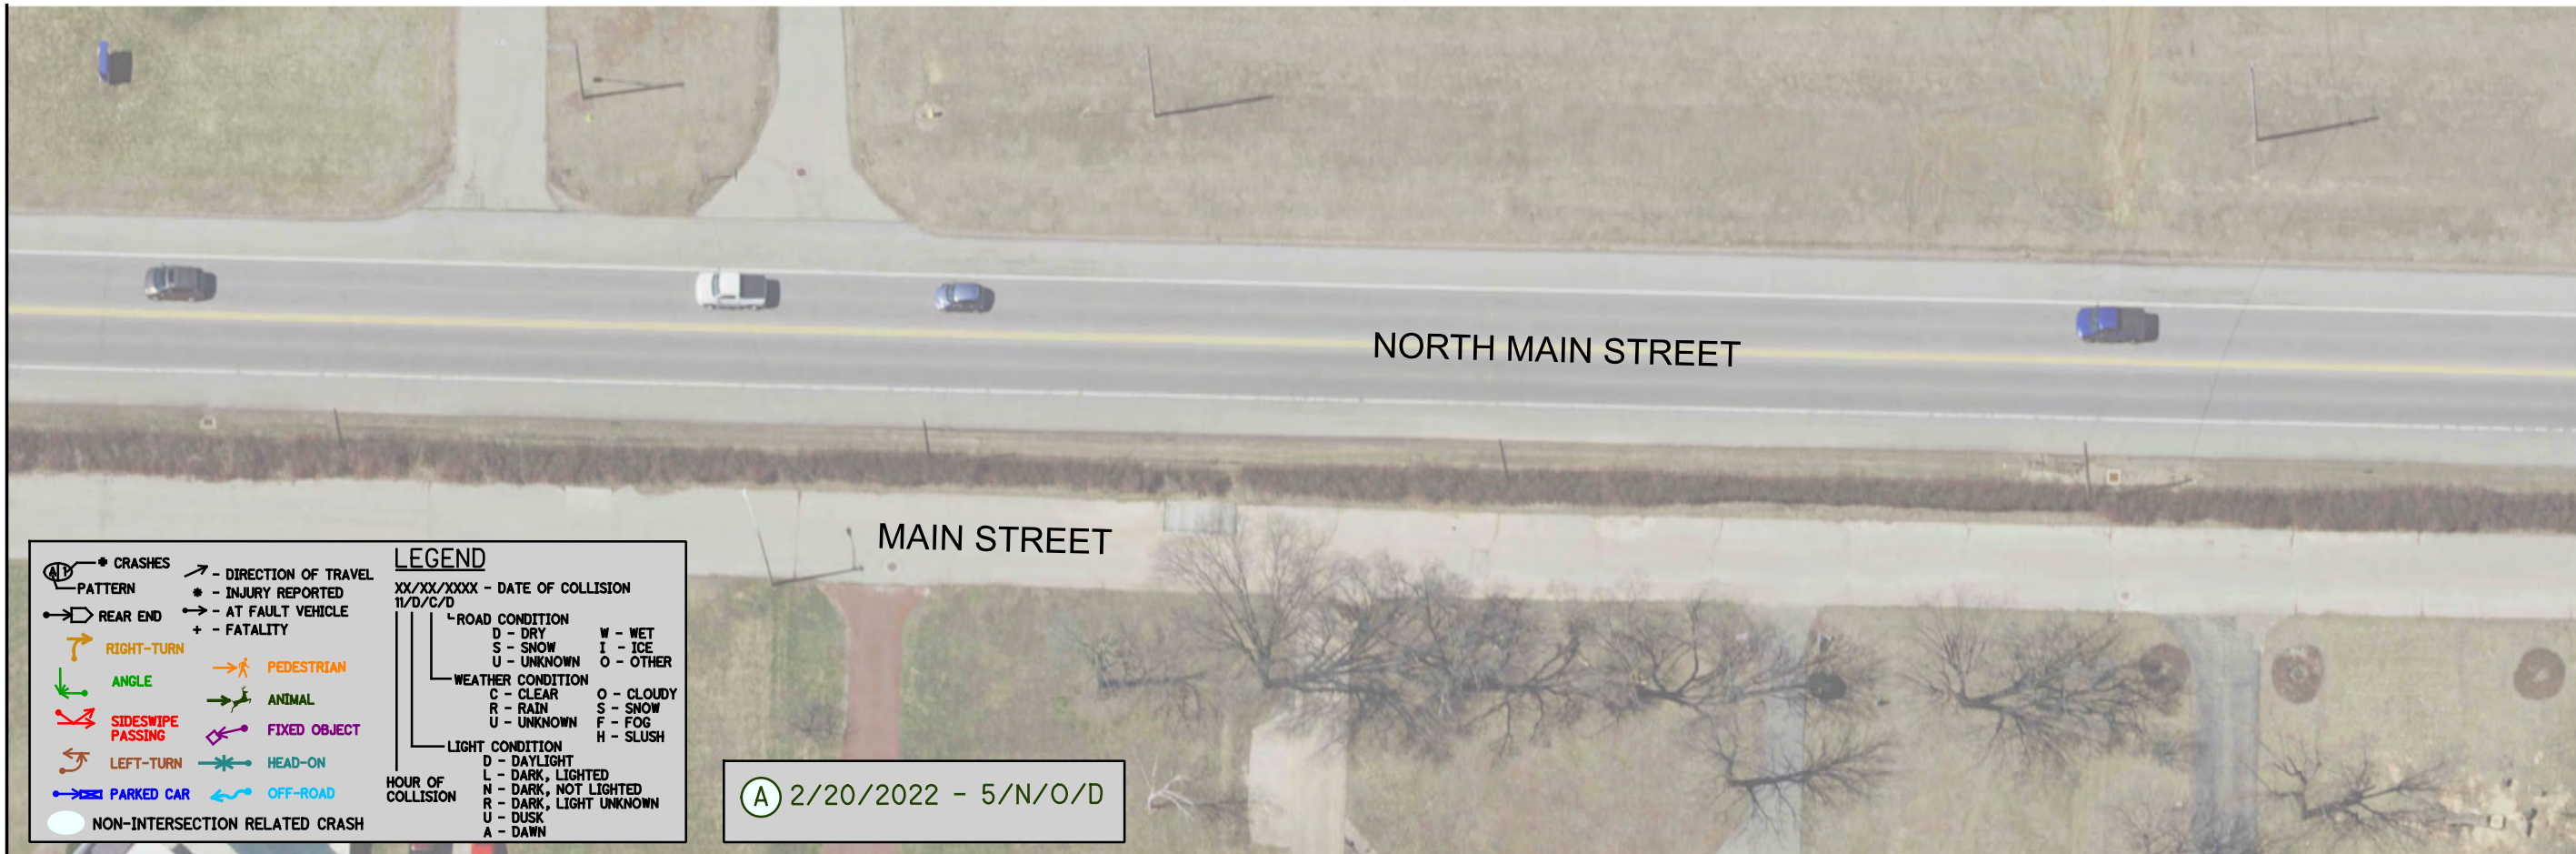 NORTH MAIN STREET
MAIN STREET
LEGEND
# CRASHES
PATTERN
REAR END
RIGHT-TURN
ANGLE
SIDESWIPE
PASSING
LEFT-TURN
PARKED CAR
NON-INTERSECTION RELATED CRASH
- DIRECTION OF TRAVEL
- INJURY REPORTED
- AT FAULT VEHICLE
+ - FATALITY
PEDESTRIAN
ANIMAL
FIXED OBJECT
HEAD-ON
OFF-ROAD
XX/XX/XXXX - DATE OF COLLISION
11/D/C/D
ROAD CONDITION
D - DRY W - WET
S - SNOW I - ICE
U - UNKNOWN O - OTHER
WEATHER CONDITION
C - CLEAR O - CLOUDY
R - RAIN S - SNOW
U - UNKNOWN F - FOG
H - SLUSH
LIGHT CONDITION
D - DAYLIGHT
L - DARK, LIGHTED
N - DARK, NOT LIGHTED
R - DARK, LIGHT UNKNOWN
U - DUSK
A - DAWN
HOUR OF
COLLISION
A 2/20/2022 - 5/N/O/D